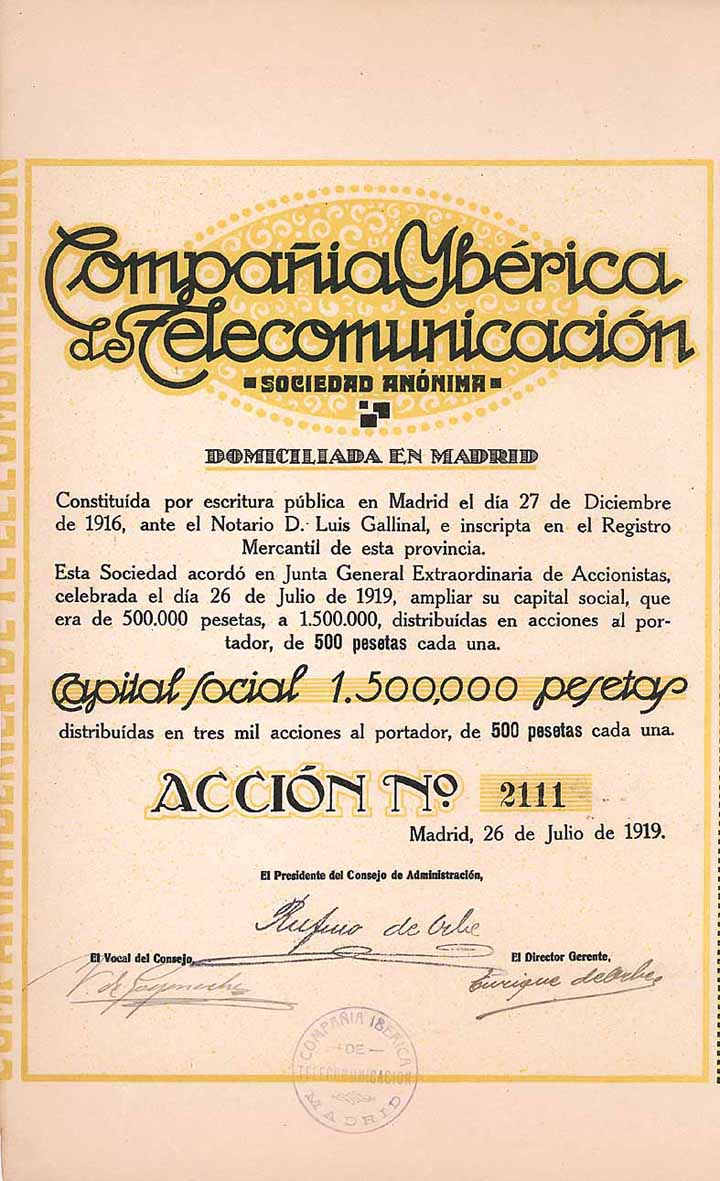 Compañia Ybérica
de Telecomunicación
SOCIEDAD ANÓNIMA
DOMICILIADA EN MADRID
Constituída por escritura pública en Madrid el día 27 de Diciembre
de 1916, ante el Notario D. Luis Gallinal, e inscripta en el Registro
Mercantil de esta provincia.
Esta Sociedad acordó en Junta General Extraordinaria de Accionistas,
celebrada el día 26 de Julio de 1919, ampliar su capital social, que
era de 500.000 pesetas, a 1.500.000, distribuídas en acciones al por-
tador, de 500 pesetas cada una.
Capital social 1.500,000 pesetas
distribuídas en tres mil acciones al portador, de 500 pesetas cada una.
ACCIÓN Nº 2111
Madrid, 26 de Julio de 1919.
El Presidente del Consejo de Administración,
Rufino de Orbe
El Vocal del Consejo,
El Director Gerente,
V. de
Enrique de Orbe
COMPAÑIA IBERICA
DE
TELECOMUNICACION
MADRID